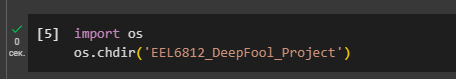 [5] import os
os.chdir('EEL6812_DeepFool_Project')
0
сек.